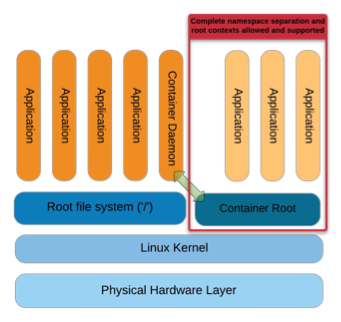 Complete namespace separation and
root contexts allowed and supported
Application
Application
Application
Application
Container Daemon
Application
Application
Application
Root file system ('/')
Container Root
Linux Kernel
Physical Hardware Layer